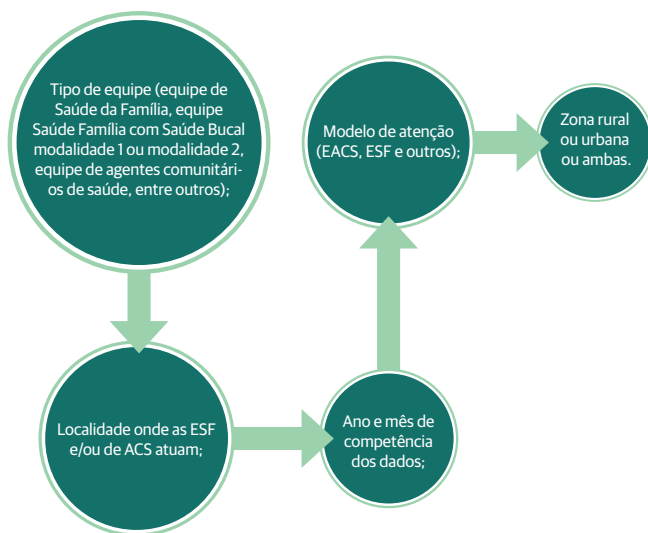 Tipo de equipe (equipe de
Saúde da Família, equipe
Saúde Família com Saúde Bucal
modalidade 1 ou modalidade 2,
equipe de agentes comunitári-
os de saúde, entre outros);
Localidade onde as ESF
e/ou de ACS atuam;
Ano e mês de
competência
dos dados;
Modelo de atenção
(EACS, ESF e outros);
Zona rural
ou urbana
ou ambas.